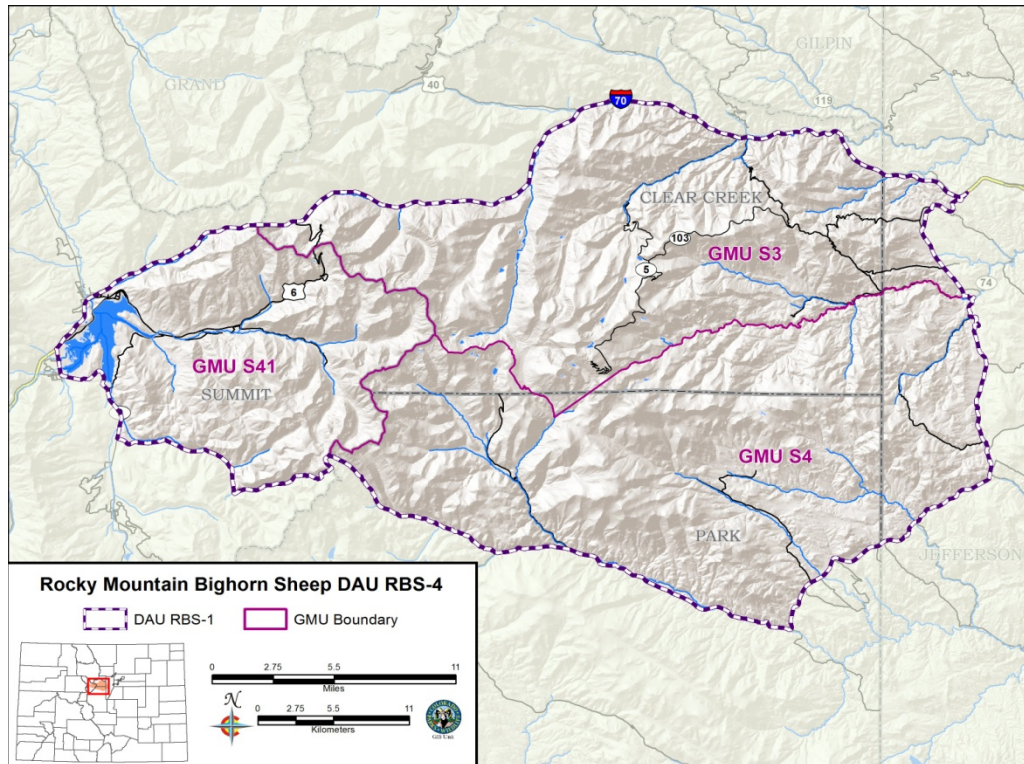 GILPIN
GRAND
40
70
119
CLEAR CREEK
103
GMU S3
5
6
74
GMU S41
SUMMIT
GMU S4
PARK
JEFFERSON
Rocky Mountain Bighorn Sheep DAU RBS-4
DAU RBS-1
GMU Boundary
0 2.75 5.5 11
Miles
N
0 2.75 5.5 11
Kilometers